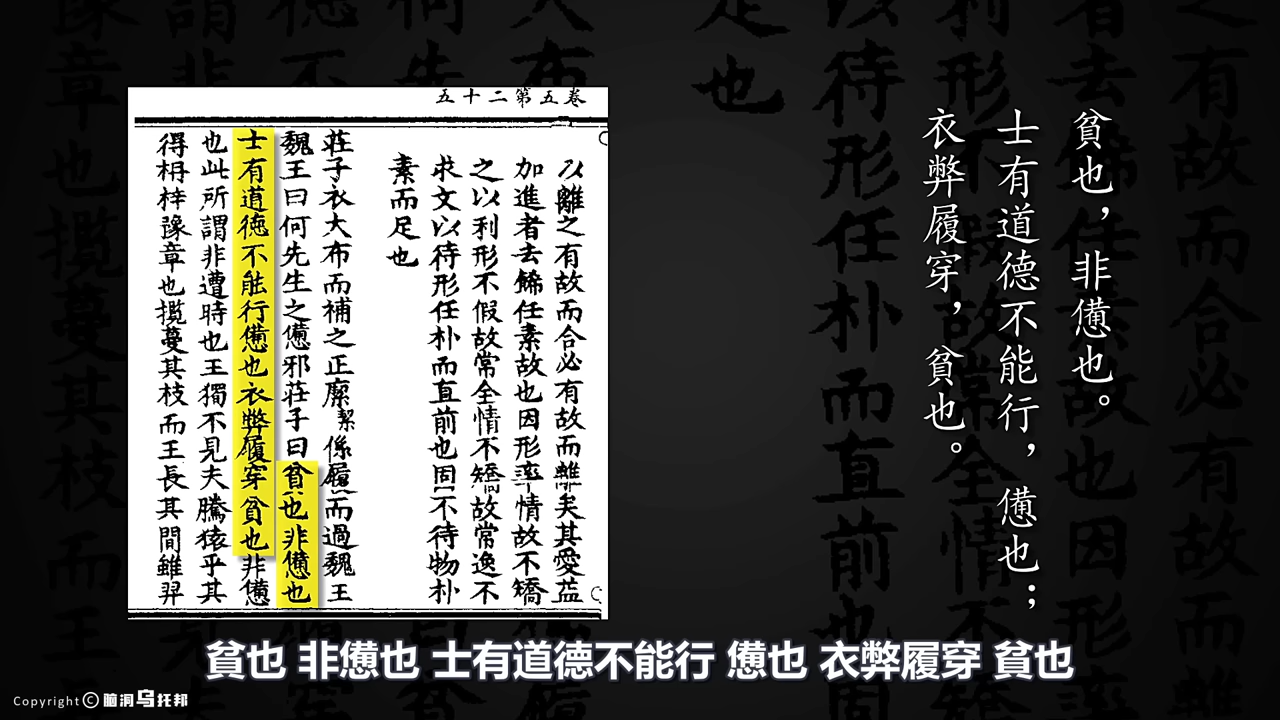 五十二第五卷
以離之有故而合必有故而離矣其愛益
加進者去餙任素故也因形率情故不矯
之以利形不假故常全情不矯故常逸不
求文以待形任朴而直前也固不待物朴
素而足也
莊子衣大布而補之正緳絜係履而過魏王
魏王曰何先生之憊邪莊子曰貧也非憊也
士有道德不能行憊也衣弊履穿貧也非憊
也此所謂非遭時也王獨不見夫騰猿乎其
得枏梓豫章也攬蔓其枝而王長其間雖羿
貧也，非憊也。
士有道德不能行，憊也；
衣弊履穿，貧也。
貧也 非憊也 士有道德不能行 憊也 衣弊履穿 貧也
Copyright © 脑洞乌托邦